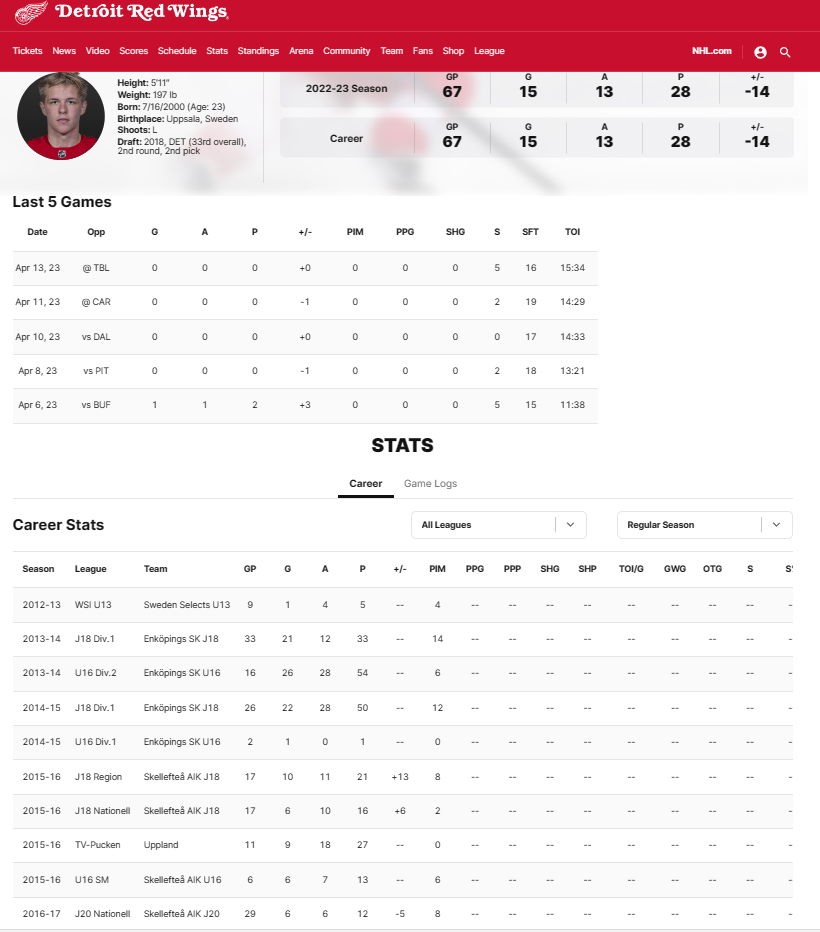 Detroit Red Wings
Tickets News Video Scores Schedule Stats Standings Arena Community Team Fans Shop League NHL.com
Height: 5'11"
Weight: 197 lb
Born: 7/16/2000 (Age: 23)
Birthplace: Uppsala, Sweden
Shoots: L
Draft: 2018, DET (33rd overall),
2nd round, 2nd pick
GP G A P +/-
2022-23 Season 67 15 13 28 -14
GP G A P +/-
Career 67 15 13 28 -14
Last 5 Games
Date Opp G A P +/- PIM PPG SHG S SFT TOI
Apr 13, 23 @ TBL 0 0 0 +0 0 0 0 5 16 15:34
Apr 11, 23 @ CAR 0 0 0 -1 0 0 0 2 19 14:29
Apr 10, 23 vs DAL 0 0 0 +0 0 0 0 0 17 14:33
Apr 8, 23 vs PIT 0 0 0 -1 0 0 0 2 18 13:21
Apr 6, 23 vs BUF 1 1 2 +3 0 0 0 5 15 11:38
STATS
Career Game Logs
Career Stats All Leagues Regular Season
Season League Team GP G A P +/- PIM PPG PPP SHG SHP TOI/G GWG OTG S
2012-13 WSI U13 Sweden Selects U13 9 1 4 5 -- 4 -- -- -- -- -- -- -- -- -
2013-14 J18 Div.1 Enköpings SK J18 33 21 12 33 -- 14 -- -- -- -- -- -- -- -- -
2013-14 U16 Div.2 Enköpings SK U16 16 26 28 54 -- 6 -- -- -- -- -- -- -- -- -
2014-15 J18 Div.1 Enköpings SK J18 26 22 28 50 -- 12 -- -- -- -- -- -- -- -- -
2014-15 U16 Div.1 Enköpings SK U16 2 1 0 1 -- 0 -- -- -- -- -- -- -- -- -
2015-16 J18 Region Skellefteå AIK J18 17 10 11 21 +13 8 -- -- -- -- -- -- -- -- -
2015-16 J18 Nationell Skellefteå AIK J18 17 6 10 16 +6 2 -- -- -- -- -- -- -- -- -
2015-16 TV-Pucken Uppland 11 9 18 27 -- 0 -- -- -- -- -- -- -- -- -
2015-16 U16 SM Skellefteå AIK U16 6 6 7 13 -- 6 -- -- -- -- -- -- -- -- -
2016-17 J20 Nationell Skellefteå AIK J20 29 6 6 12 -5 8 -- -- -- -- -- -- -- -- -